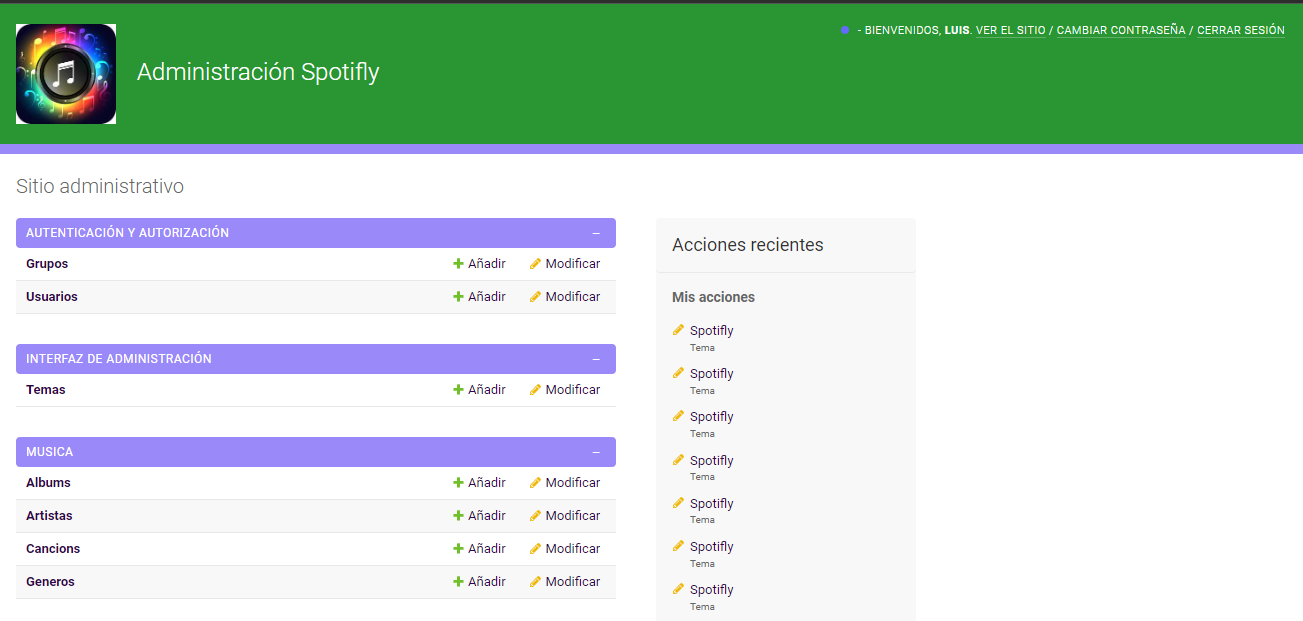 - BIENVENIDOS, LUIS. VER EL SITIO / CAMBIAR CONTRASEÑA / CERRAR SESIÓN
Administración Spotifly
Sitio administrativo
AUTENTICACIÓN Y AUTORIZACIÓN –
Grupos Añadir Modificar
Usuarios Añadir Modificar
INTERFAZ DE ADMINISTRACIÓN –
Temas Añadir Modificar
MUSICA –
Albums Añadir Modificar
Artistas Añadir Modificar
Cancions Añadir Modificar
Generos Añadir Modificar
Acciones recientes
Mis acciones
Spotifly
Tema
Spotifly
Tema
Spotifly
Tema
Spotifly
Tema
Spotifly
Tema
Spotifly
Tema
Spotifly
Tema